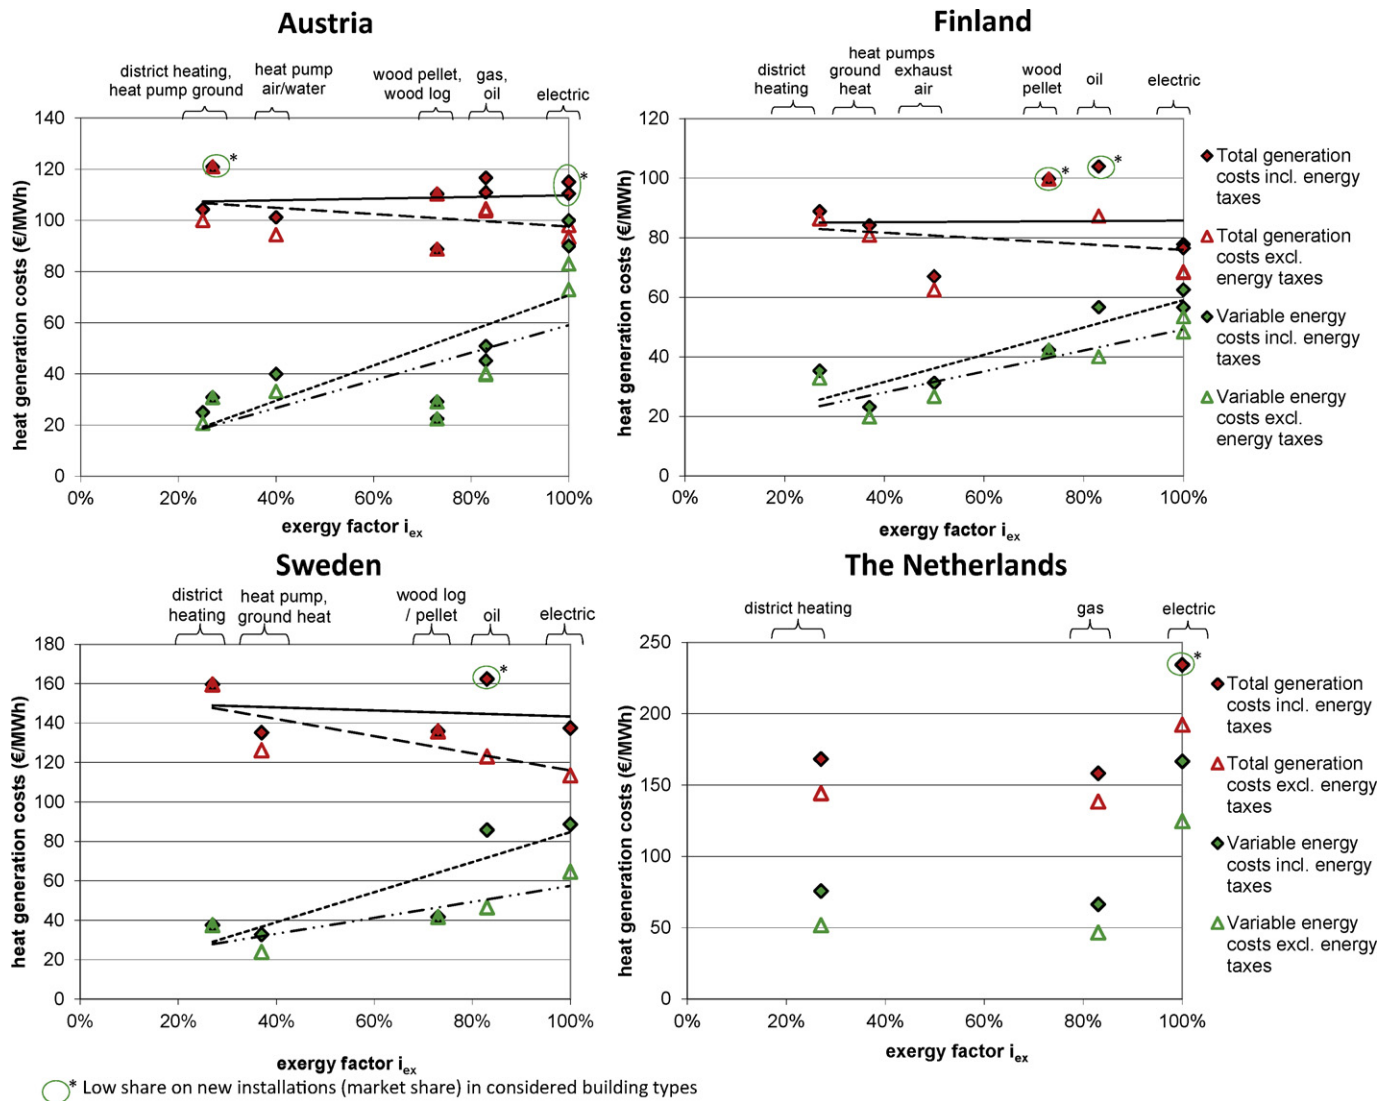 Austria
district heating,
heat pump ground
heat pump
air/water
wood pellet,
wood log
gas,
oil
electric
heat generation costs (€/MWh)
140
120
100
80
60
40
20
0
*
*
0%
20%
40%
60%
80%
100%
exergy factor iex
Finland
district
heating
heat pumps
ground
heat
exhaust
air
wood
pellet
oil
electric
heat generation costs (€/MWh)
120
100
80
60
40
20
0
*
*
0%
20%
40%
60%
80%
100%
exergy factor iex
Total generation
costs incl. energy
taxes
Total generation
costs excl.
energy taxes
Variable energy
costs incl. energy
taxes
Variable energy
costs excl.
energy taxes
Sweden
district
heating
heat pump,
ground heat
wood log
/ pellet
oil
electric
heat generation costs (€/MWh)
180
160
140
120
100
80
60
40
20
0
*
0%
20%
40%
60%
80%
100%
exergy factor iex
The Netherlands
district heating
gas
electric
heat generation costs (€/MWh)
250
200
150
100
50
0
*
0%
20%
40%
60%
80%
100%
exergy factor iex
Total generation
costs incl. energy
taxes
Total generation
costs excl. energy
taxes
Variable energy
costs incl. energy
taxes
Variable energy
costs excl. energy
taxes
* Low share on new installations (market share) in considered building types